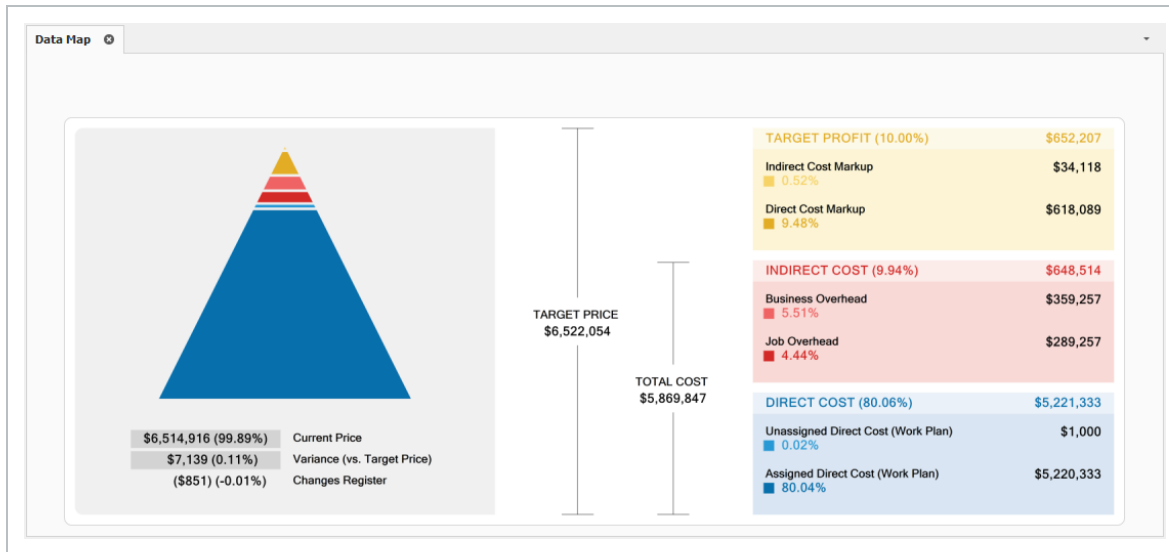 Data Map
TARGET PROFIT (10.00%) $652,207
Indirect Cost Markup $34,118
0.52%
Direct Cost Markup $618,089
9.48%
INDIRECT COST (9.94%) $648,514
Business Overhead $359,257
5.51%
Job Overhead $289,257
4.44%
DIRECT COST (80.06%) $5,221,333
Unassigned Direct Cost (Work Plan) $1,000
0.02%
Assigned Direct Cost (Work Plan) $5,220,333
80.04%
TARGET PRICE
$6,522,054
TOTAL COST
$5,869,847
$6,514,916 (99.89%) Current Price
$7,139 (0.11%) Variance (vs. Target Price)
($851) (-0.01%) Changes Register